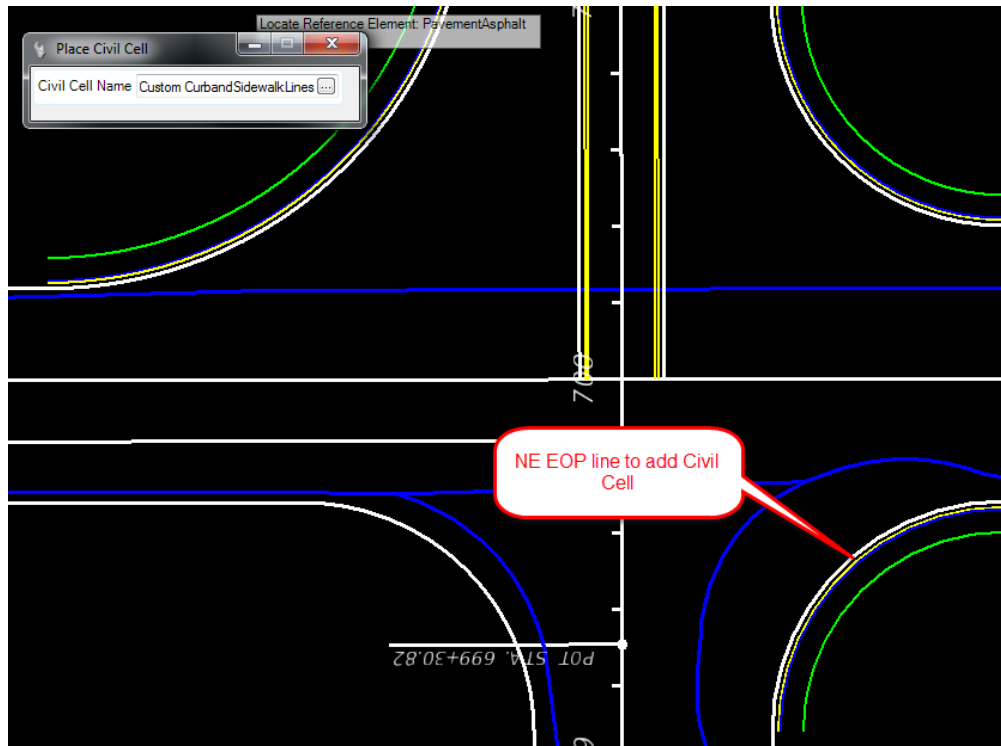 Locate Reference Element: PavementAsphalt
Place Civil Cell
Civil Cell Name Custom CurbandSidewalkLines ...
700
NE EOP line to add Civil
Cell
POT STA. 699+30.82